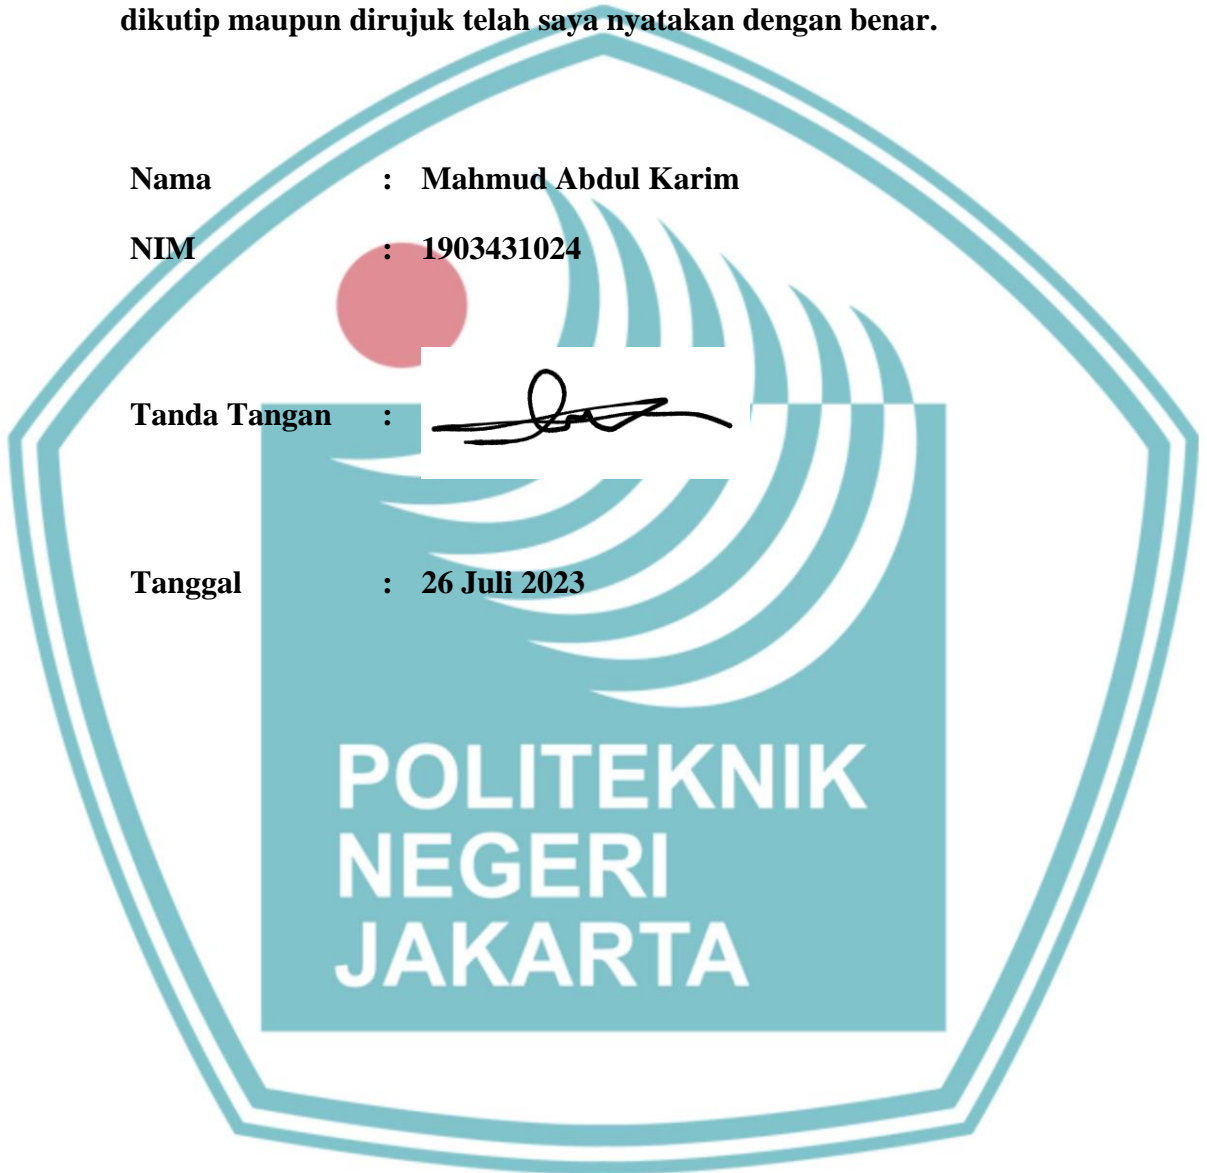 dikutip maupun dirujuk telah saya nyatakan dengan benar.
Nama : Mahmud Abdul Karim
NIM : 1903431024
Tanda Tangan :
Tanggal : 26 Juli 2023
POLITEKNIK
NEGERI
JAKARTA